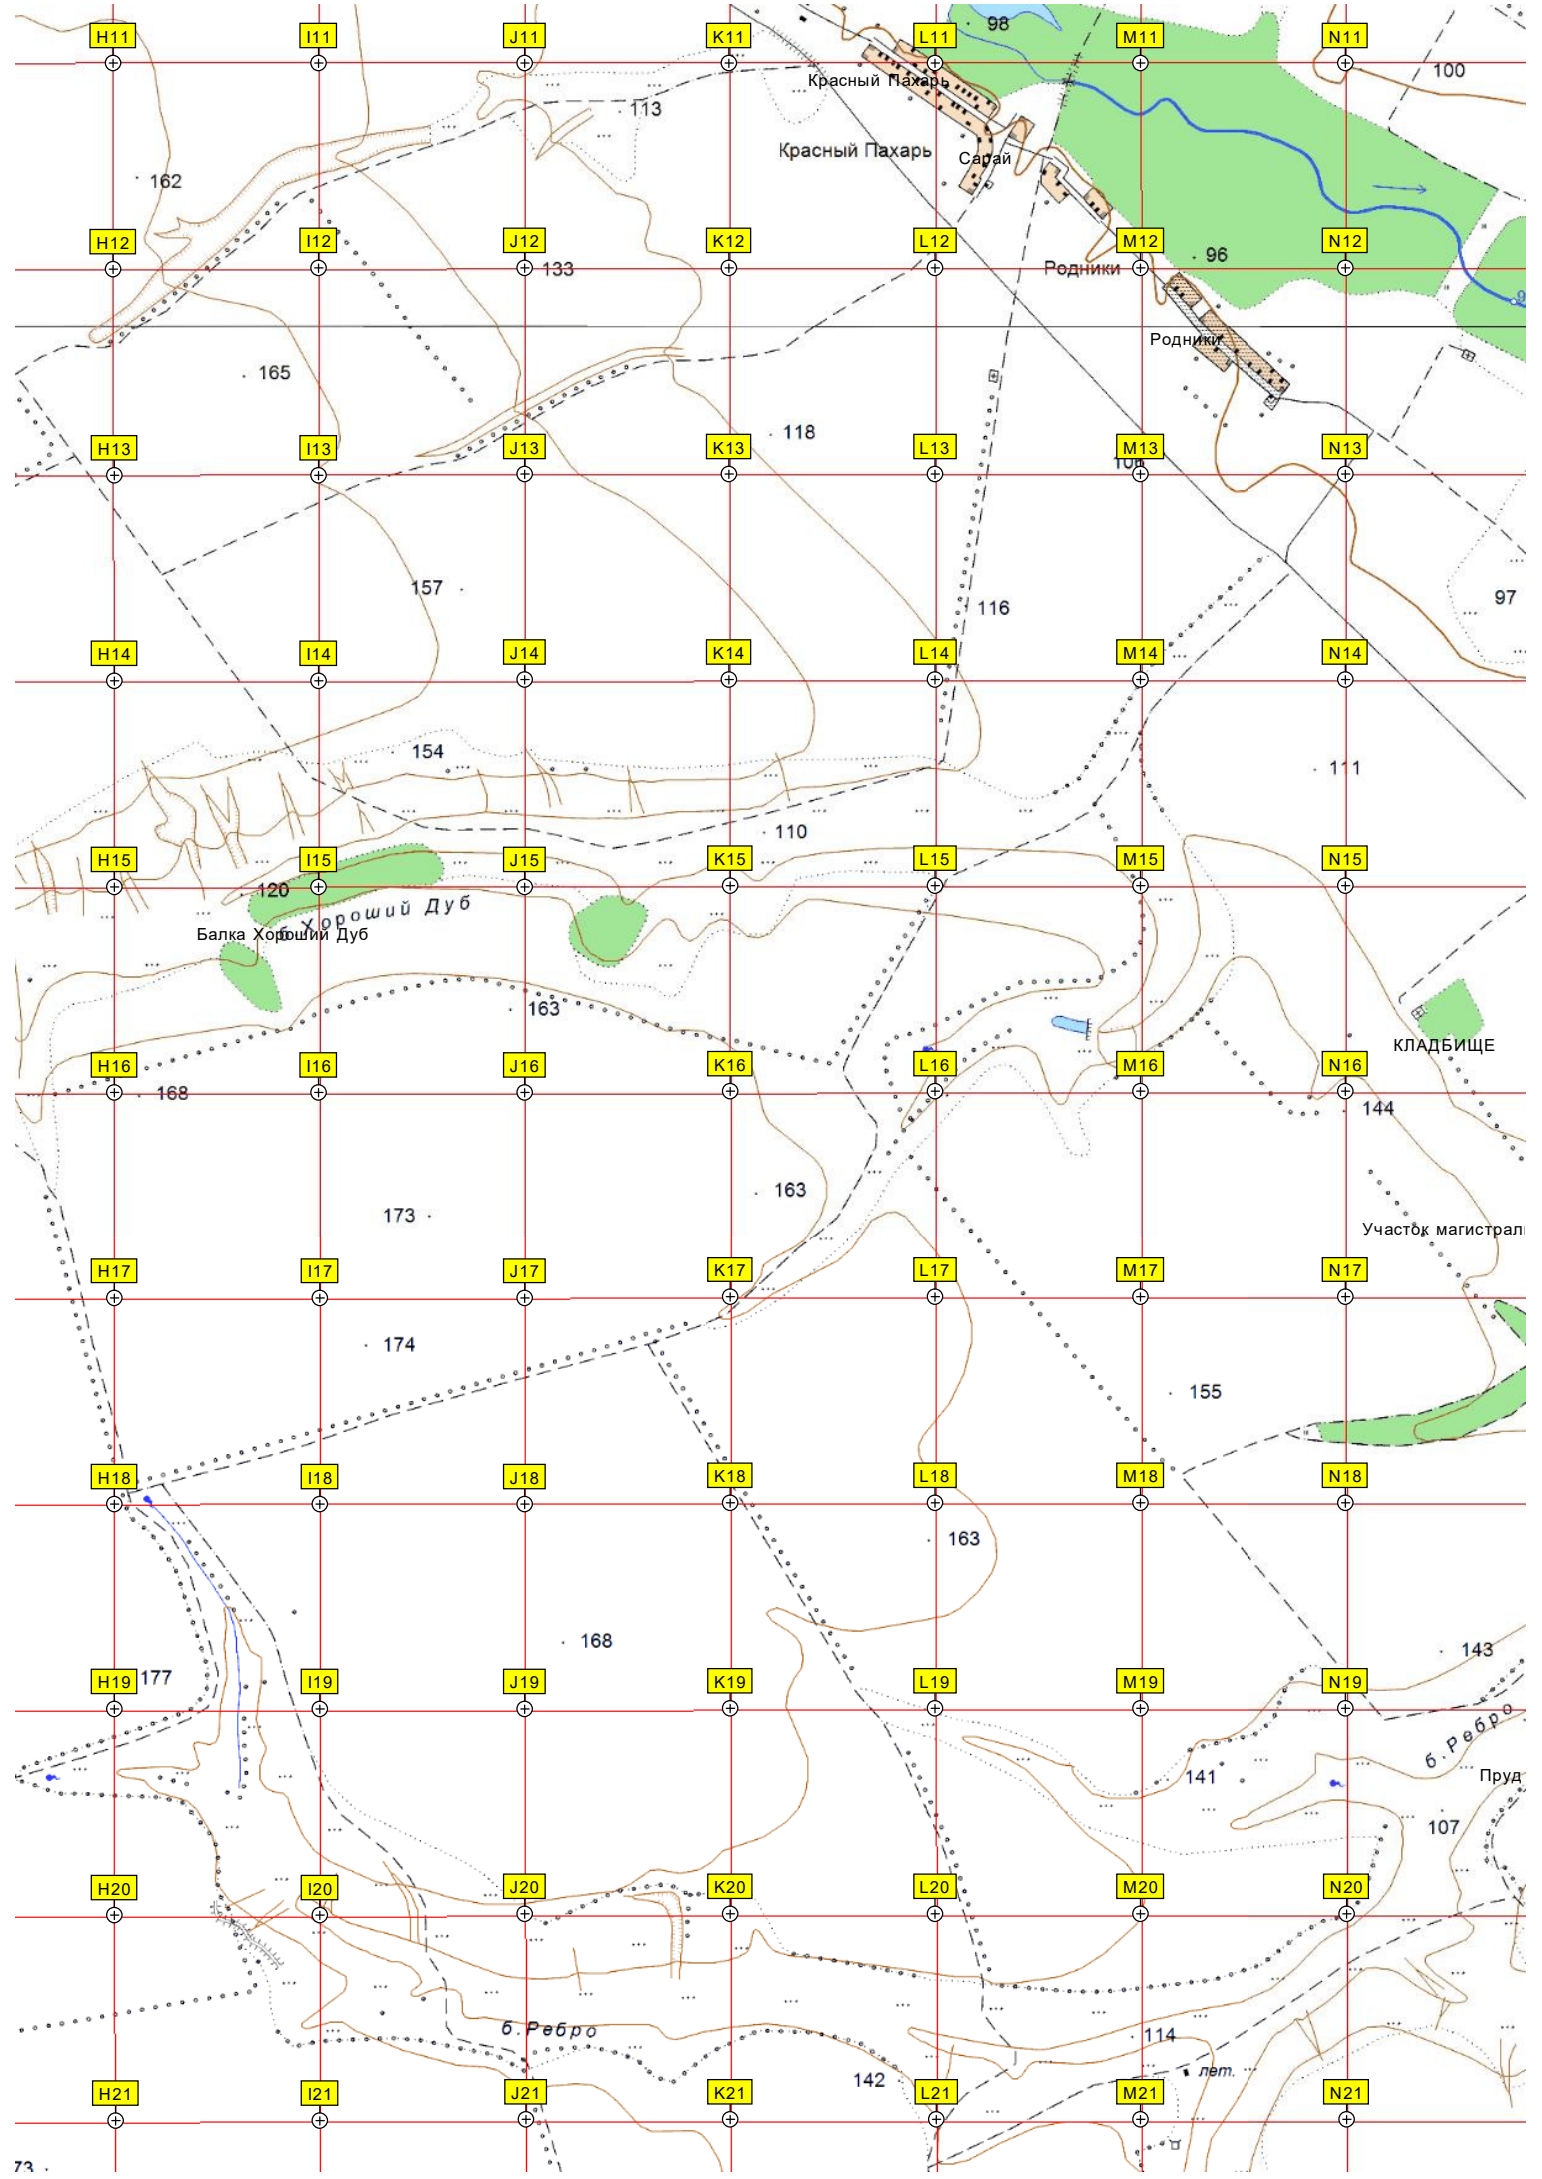 H11 I11 J11 K11 L11 98 M11 N11
100
Красный Пахарь
113
Красный Пахарь
Сарай
162
H12 I12 J12 K12 L12 M12 N12
133
Родники
96
9
Родники
165
118
H13 I13 J13 K13 L13 M13 N13
157
116
97
H14 I14 J14 K14 L14 M14 N14
154
111
110
H15 I15 J15 K15 L15 M15 N15
120
б. Хороший Дуб
Балка Хороший Дуб
163
КЛАДБИЩЕ
H16 I16 J16 K16 L16 M16 N16
168
144
163
173
Участок магистрал
H17 I17 J17 K17 L17 M17 N17
174
155
H18 I18 J18 K18 L18 M18 N18
163
168
143
H19 177 I19 J19 K19 L19 M19 N19
б. Ребро
141
Пруд
107
H20 I20 J20 K20 L20 M20 N20
б. Ребро
114
142
лет.
H21 I21 J21 K21 L21 M21 N21
73